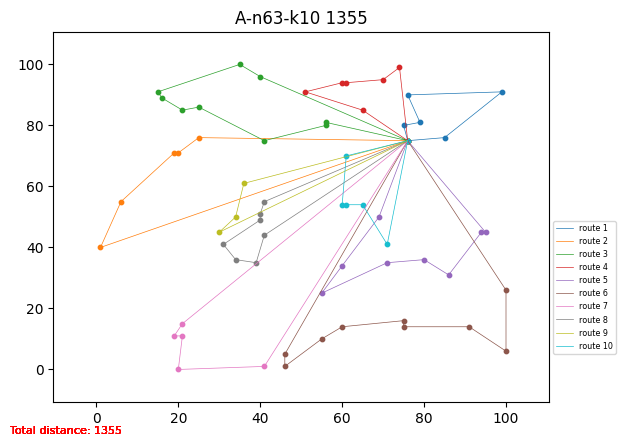 A-n63-k10 1355
100
80
60
40
20
0
0 20 40 60 80 100
route 1
route 2
route 3
route 4
route 5
route 6
route 7
route 8
route 9
route 10
Total distance: 1355